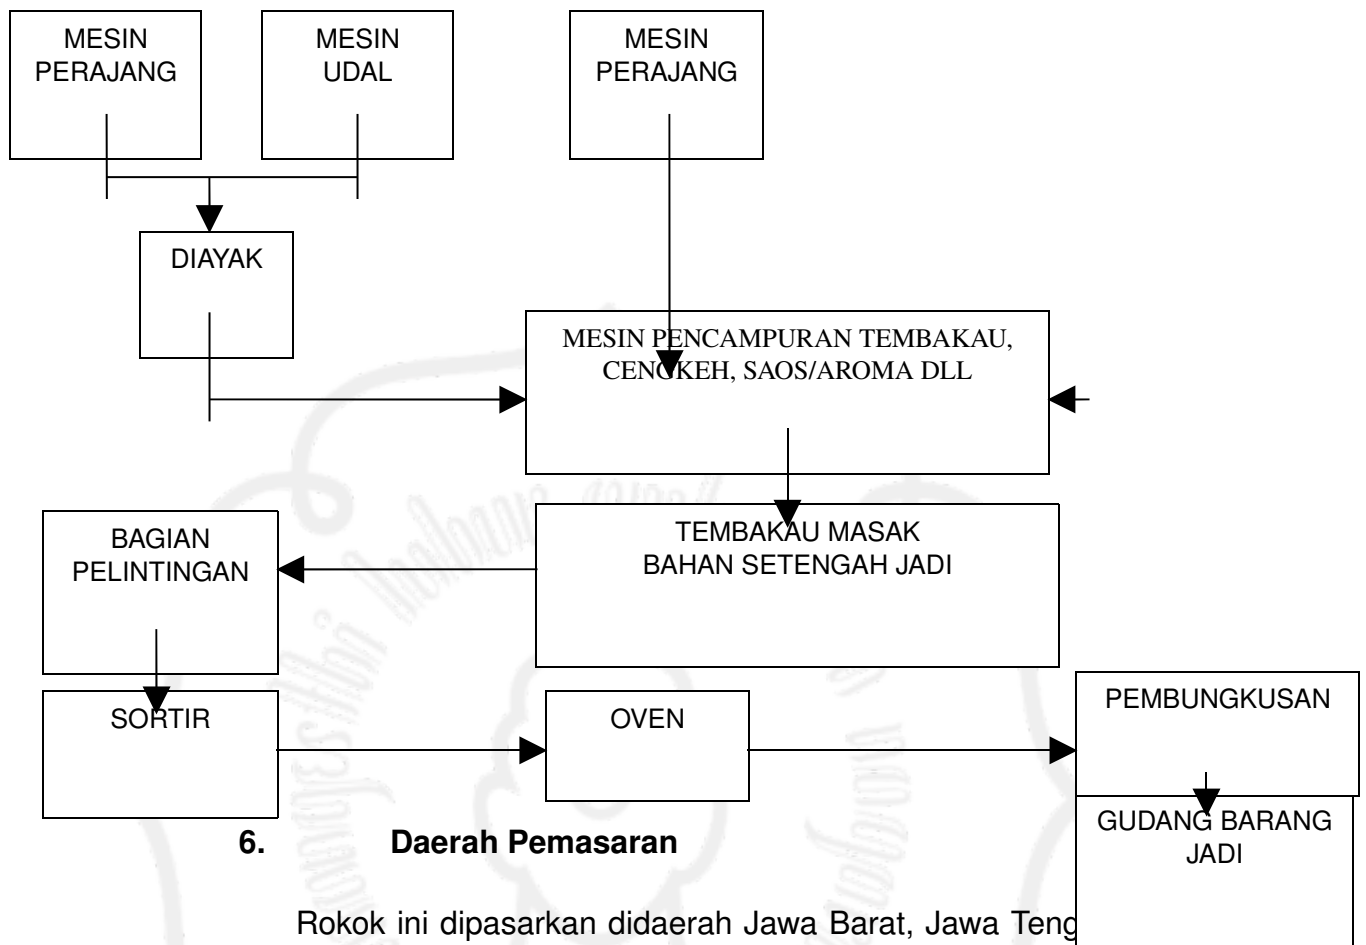 MESIN
PERAJANG
MESIN
UDAL
MESIN
PERAJANG
DIAYAK
MESIN PENCAMPURAN TEMBAKAU,
CENGKEH, SAOS/AROMA DLL
TEMBAKAU MASAK
BAHAN SETENGAH JADI
BAGIAN
PELINTINGAN
SORTIR
OVEN
PEMBUNGKUSAN
GUDANG BARANG
JADI
6. Daerah Pemasaran
Rokok ini dipasarkan didaerah Jawa Barat, Jawa Teng